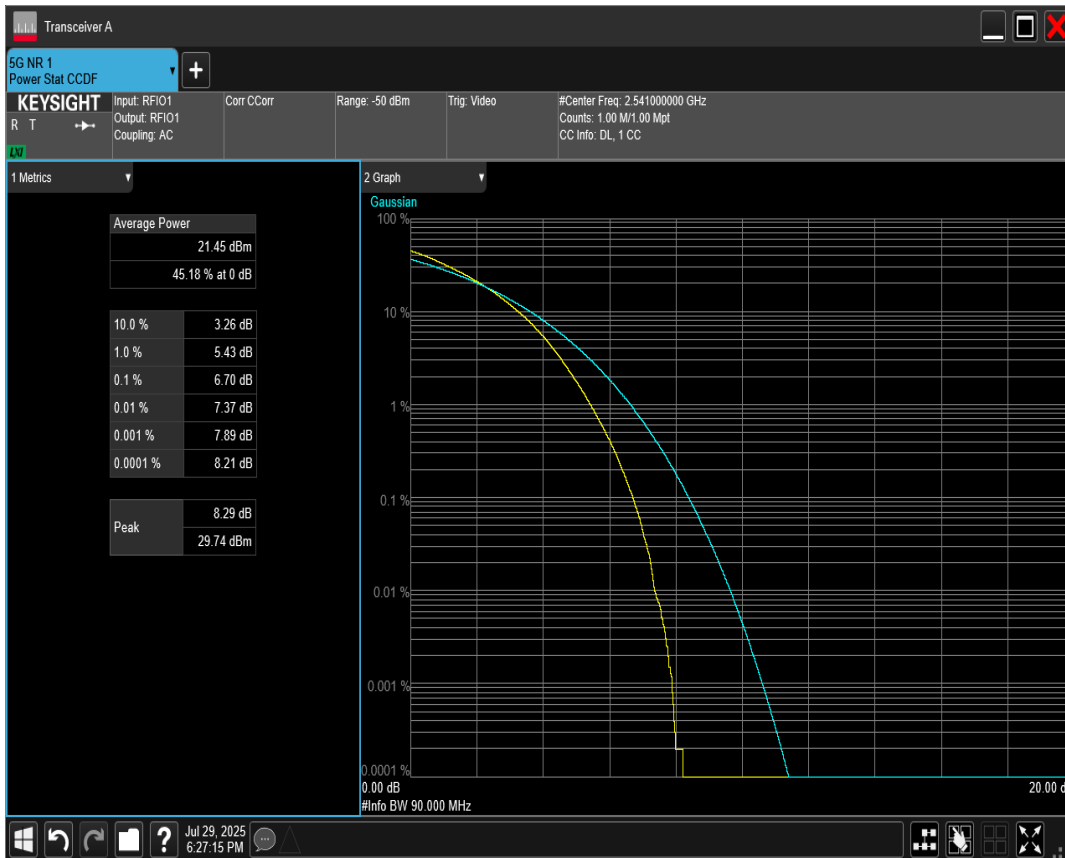 Transceiver A
5G NR 1
Power Stat CCDF
+
KEYSIGHT
R T
LXI
Input: RFIO1
Output: RFIO1
Coupling: AC
Corr CCorr
Range: -50 dBm
Trig: Video
#Center Freq: 2.541000000 GHz
Counts: 1.00 M/1.00 Mpt
CC Info: DL, 1 CC
1 Metrics
Average Power
21.45 dBm
45.18 % at 0 dB
10.0 % 3.26 dB
1.0 % 5.43 dB
0.1 % 6.70 dB
0.01 % 7.37 dB
0.001 % 7.89 dB
0.0001 % 8.21 dB
Peak
8.29 dB
29.74 dBm
2 Graph
Gaussian
100 %
10 %
1 %
0.1 %
0.01 %
0.001 %
0.0001 %
0.00 dB
20.00 d
#Info BW 90.000 MHz
?
Jul 29, 2025
6:27:15 PM